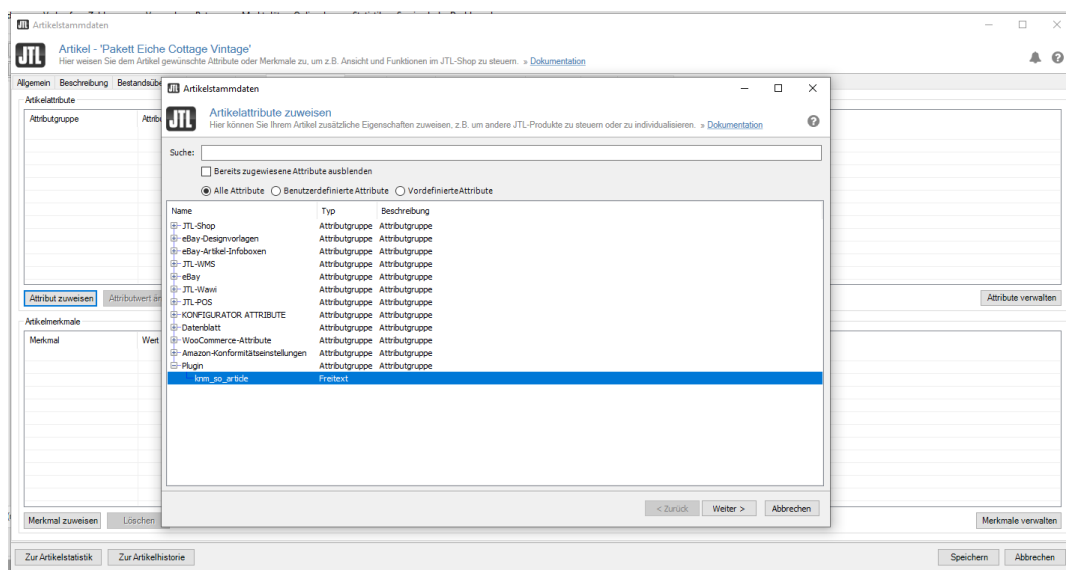 Artikelstammdaten
JTL
Artikel - 'Pakett Eiche Cottage Vintage'
Hier weisen Sie dem Artikel gewünschte Attribute oder Merkmale zu, um z.B. Ansicht und Funktionen im JTL-Shop zu steuern. » Dokumentation
Allgemein Beschreibung
Artikelattribute
Attributgruppe
Attribut zuweisen
Attribute verwalten
Artikelmerkmale
Merkmal Wert
Merkmal zuweisen Löschen
Merkmale verwalten
Zur Artikelstatistik Zur Artikelhistorie
Speichern Abbrechen
Artikelstammdaten
JTL
Artikelattribute zuweisen
Hier können Sie Ihrem Artikel zusätzliche Eigenschaften zuweisen, z.B. um andere JTL-Produkte zu steuern oder zu individualisieren. » Dokumentation
Suche:
Bereits zugewiesene Attribute ausblenden
Alle Attribute Benutzerdefinierte Attribute Vordefinierte Attribute
Name Typ Beschreibung
JTL-Shop Attributgruppe Attributgruppe
eBay-Designvorlagen Attributgruppe Attributgruppe
eBay-Artikel-Infoboxen Attributgruppe Attributgruppe
JTL-WMS Attributgruppe Attributgruppe
eBay Attributgruppe Attributgruppe
JTL-Wawi Attributgruppe Attributgruppe
JTL-POS Attributgruppe Attributgruppe
KONFIGURATOR ATTRIBUTE Attributgruppe Attributgruppe
Datenblatt Attributgruppe Attributgruppe
WooCommerce-Attribute Attributgruppe Attributgruppe
Amazon-Konformitätseinstellungen Attributgruppe Attributgruppe
Plugin Attributgruppe Attributgruppe
knm_so_article Freitext
< Zurück Weiter > Abbrechen